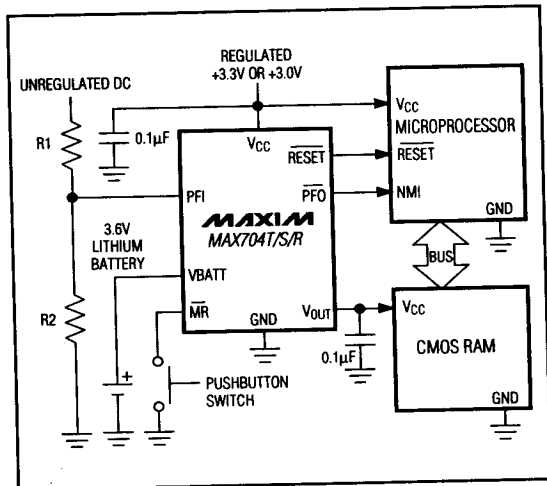 REGULATED
+3.3V OR +3.0V
UNREGULATED DC
R1
0.1µF
VCC
RESET
PFO
PFI
MAXIM
MAX704T/S/R
3.6V
LITHIUM
BATTERY
VBATT
MR
GND
VOUT
R2
+
PUSHBUTTON
SWITCH
0.1µF
VCC
MICROPROCESSOR
RESET
NMI
GND
BUS
VCC
CMOS RAM
GND